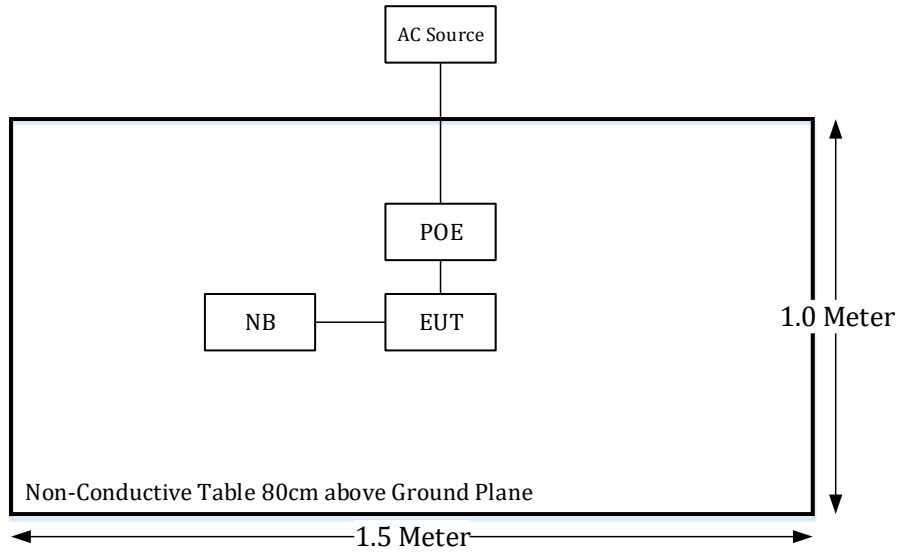 AC Source
POE
NB
EUT
1.0 Meter
Non-Conductive Table 80cm above Ground Plane
1.5 Meter